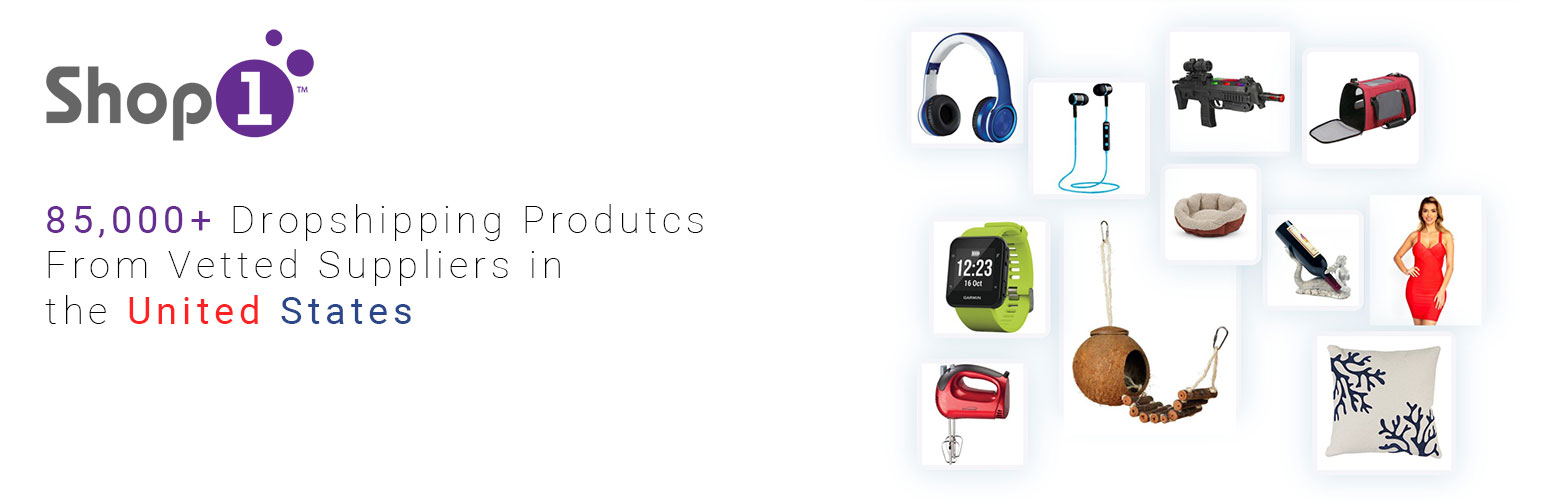 Shop1™
85,000+ Dropshipping Produtcs
From Vetted Suppliers in
the United States
12:23
16 Oct
GARMIN